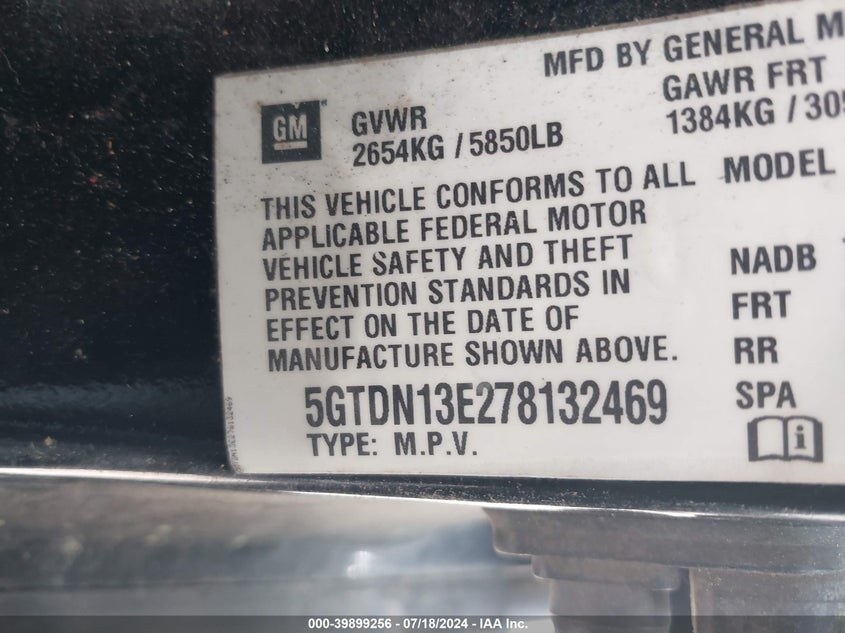 MFD BY GENERAL M
GM
GVWR
2654KG / 5850LB
GAWR FRT
1384KG / 305
THIS VEHICLE CONFORMS TO ALL
APPLICABLE FEDERAL MOTOR
VEHICLE SAFETY AND THEFT
PREVENTION STANDARDS IN
EFFECT ON THE DATE OF
MANUFACTURE SHOWN ABOVE.
MODEL
NADB
FRT
RR
SPA
5GTDN13E278132469
TYPE: M.P.V.
i
000-39899256 / 07/18/2024 - IAA Inc.